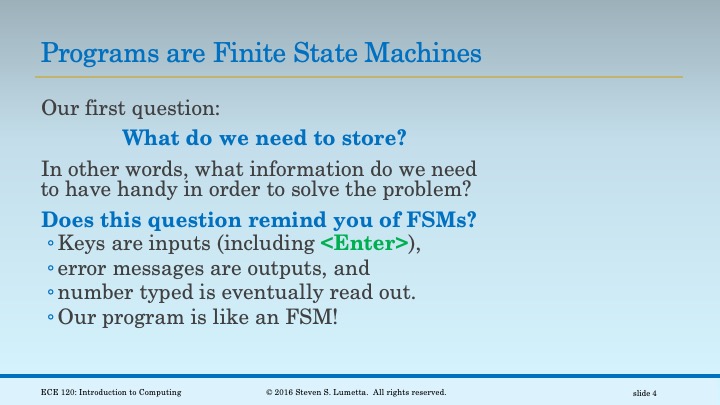 Programs are Finite State Machines
Our first question:
What do we need to store?
In other words, what information do we need
to have handy in order to solve the problem?
Does this question remind you of FSMs?
◦Keys are inputs (including <Enter>),
◦error messages are outputs, and
◦number typed is eventually read out.
◦Our program is like an FSM!
ECE 120: Introduction to Computing
© 2016 Steven S. Lumetta. All rights reserved.
slide 4